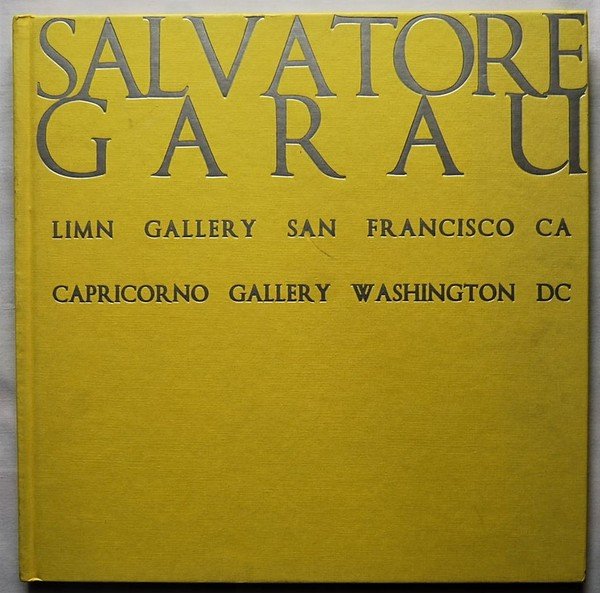 SALVATORE
GARAU
LIMN GALLERY SAN FRANCISCO CA
CAPRICORNO GALLERY WASHINGTON DC